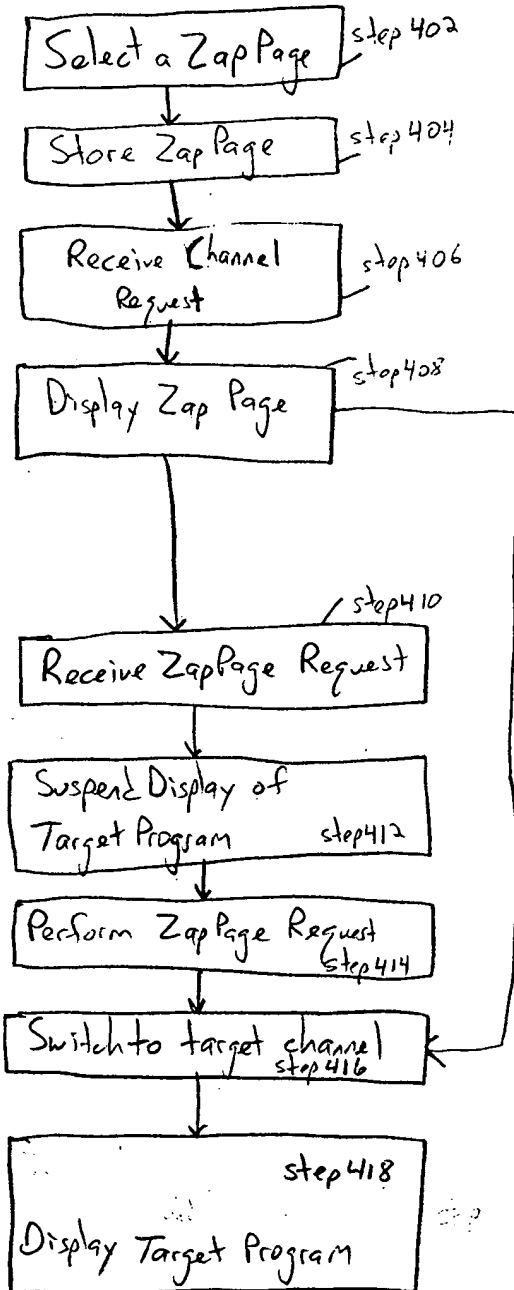 Select a Zap Page
step 402
Store Zap Page
step 404
Receive Channel
Request
step 406
step 408
Display Zap Page
step 410
Receive Zap Page Request
Suspend Display of
Target Program
step 412
Perform Zap Page Request
step 414
Switch to target channel
step 416
step 418
Display Target Program